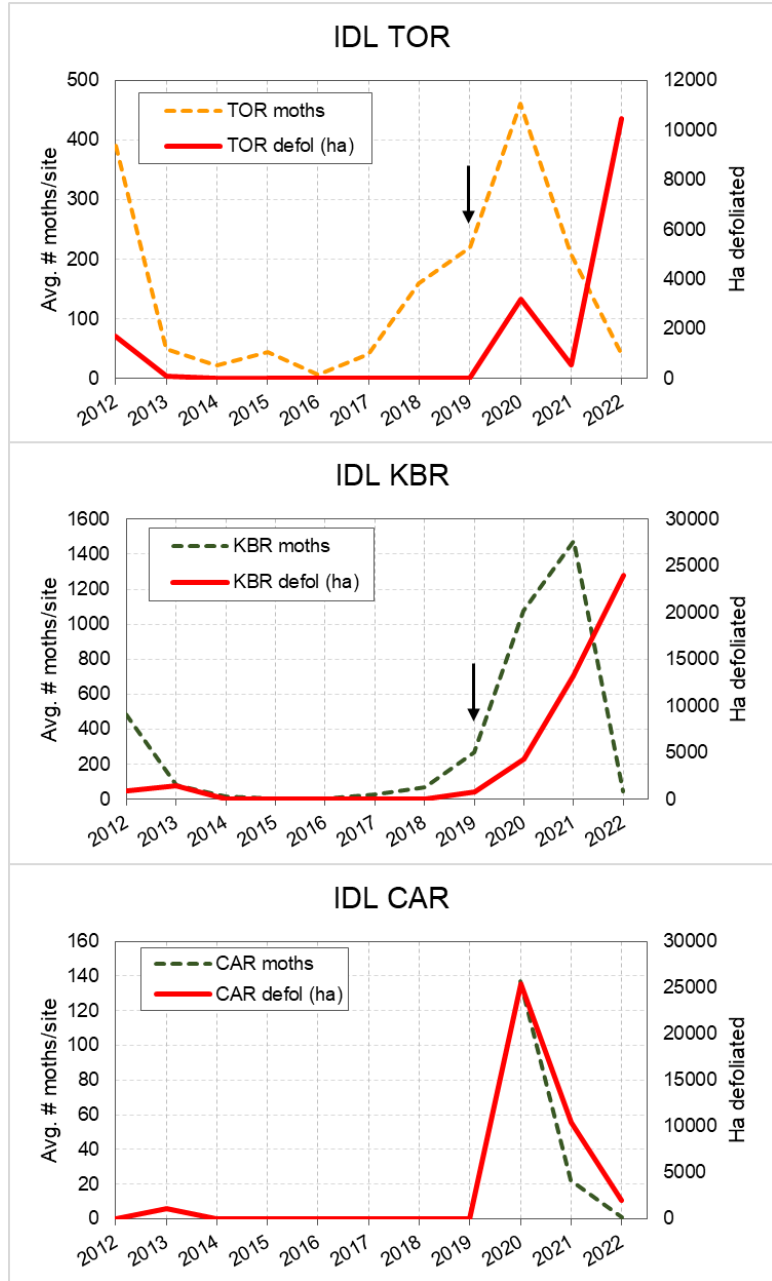 IDL TOR
500
400
300
200
100
0
Avg. # moths/site
TOR moths
TOR defol (ha)
12000
10000
8000
6000
4000
2000
0
Ha defoliated
2012 2013 2014 2015 2016 2017 2018 2019 2020 2021 2022
IDL KBR
1600
1400
1200
1000
800
600
400
200
0
Avg. # moths/site
KBR moths
KBR defol (ha)
30000
25000
20000
15000
10000
5000
0
Ha defoliated
2012 2013 2014 2015 2016 2017 2018 2019 2020 2021 2022
IDL CAR
160
140
120
100
80
60
40
20
0
Avg. # moths/site
CAR moths
CAR defol (ha)
30000
25000
20000
15000
10000
5000
0
Ha defoliated
2012 2013 2014 2015 2016 2017 2018 2019 2020 2021 2022